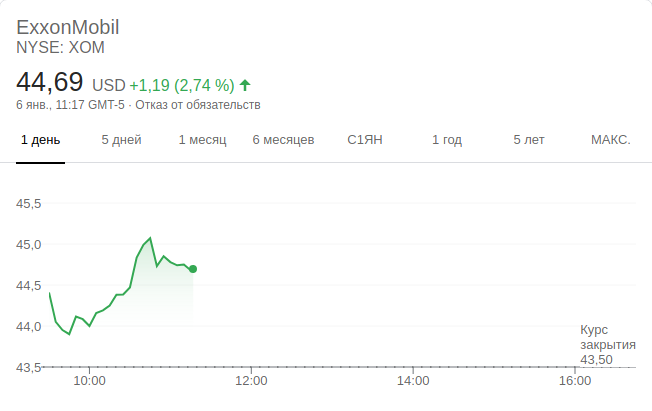 ExxonMobil
NYSE: XOM
44,69 USD +1,19 (2,74 %)
6 янв., 11:17 GMT-5 · Отказ от обязательств
1 день 5 дней 1 месяц 6 месяцев С1ЯН 1 год 5 лет МАКС.
45,5
45,0
44,5
44,0
43,5
Курс
закрытия
43,50
10:00 12:00 14:00 16:00